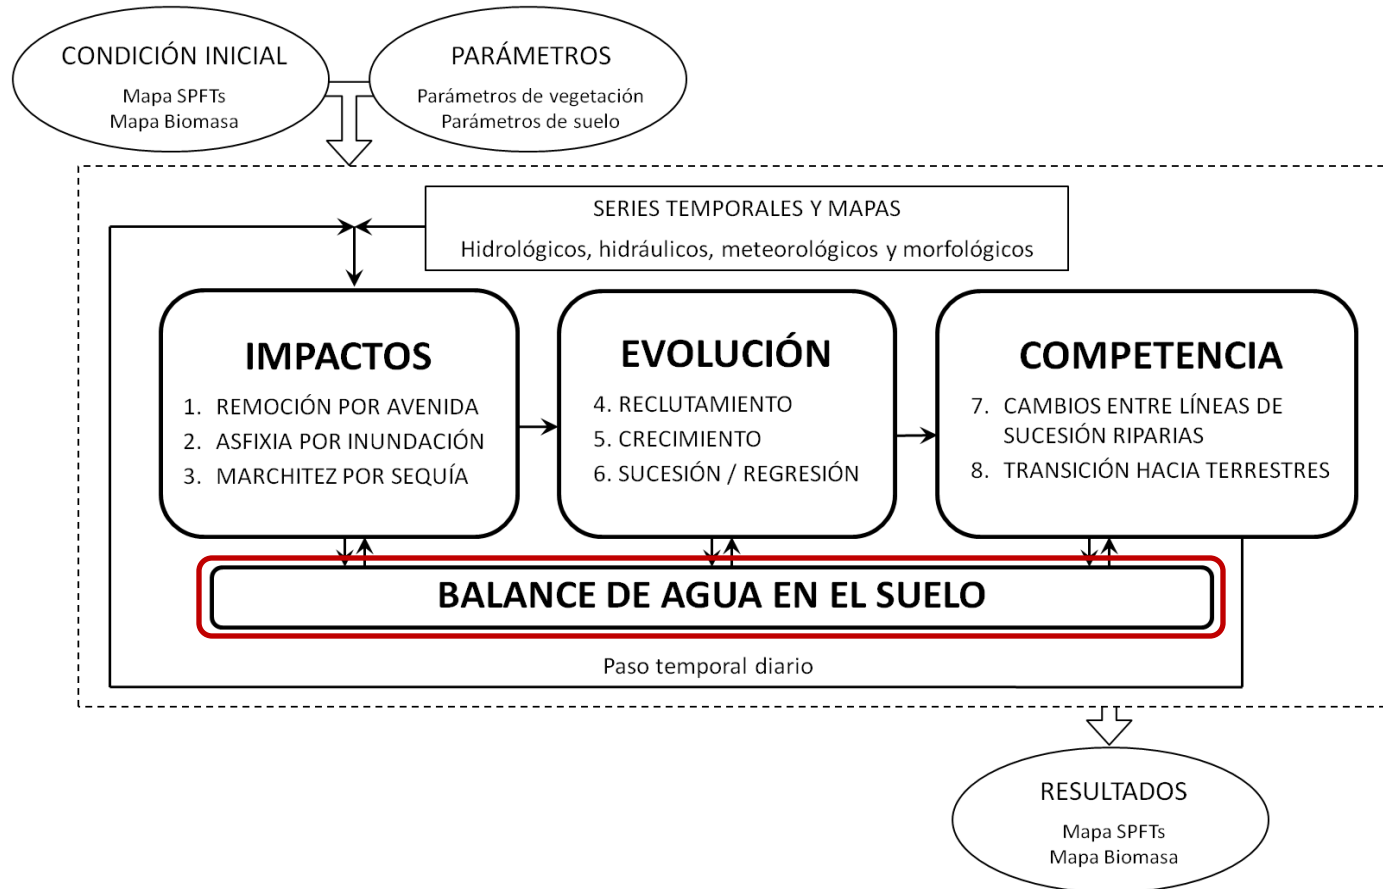 CONDICIÓN INICIAL
Mapa SPFTs
Mapa Biomasa
PARÁMETROS
Parámetros de vegetación
Parámetros de suelo
SERIES TEMPORALES Y MAPAS
Hidrológicos, hidráulicos, meteorológicos y morfológicos
IMPACTOS
1. REMOCIÓN POR AVENIDA
2. ASFIXIA POR INUNDACIÓN
3. MARCHITEZ POR SEQUÍA
EVOLUCIÓN
4. RECLUTAMIENTO
5. CRECIMIENTO
6. SUCESIÓN / REGRESIÓN
COMPETENCIA
7. CAMBIOS ENTRE LÍNEAS DE
SUCESIÓN RIPARIAS
8. TRANSICIÓN HACIA TERRESTRES
BALANCE DE AGUA EN EL SUELO
Paso temporal diario
RESULTADOS
Mapa SPFTs
Mapa Biomasa